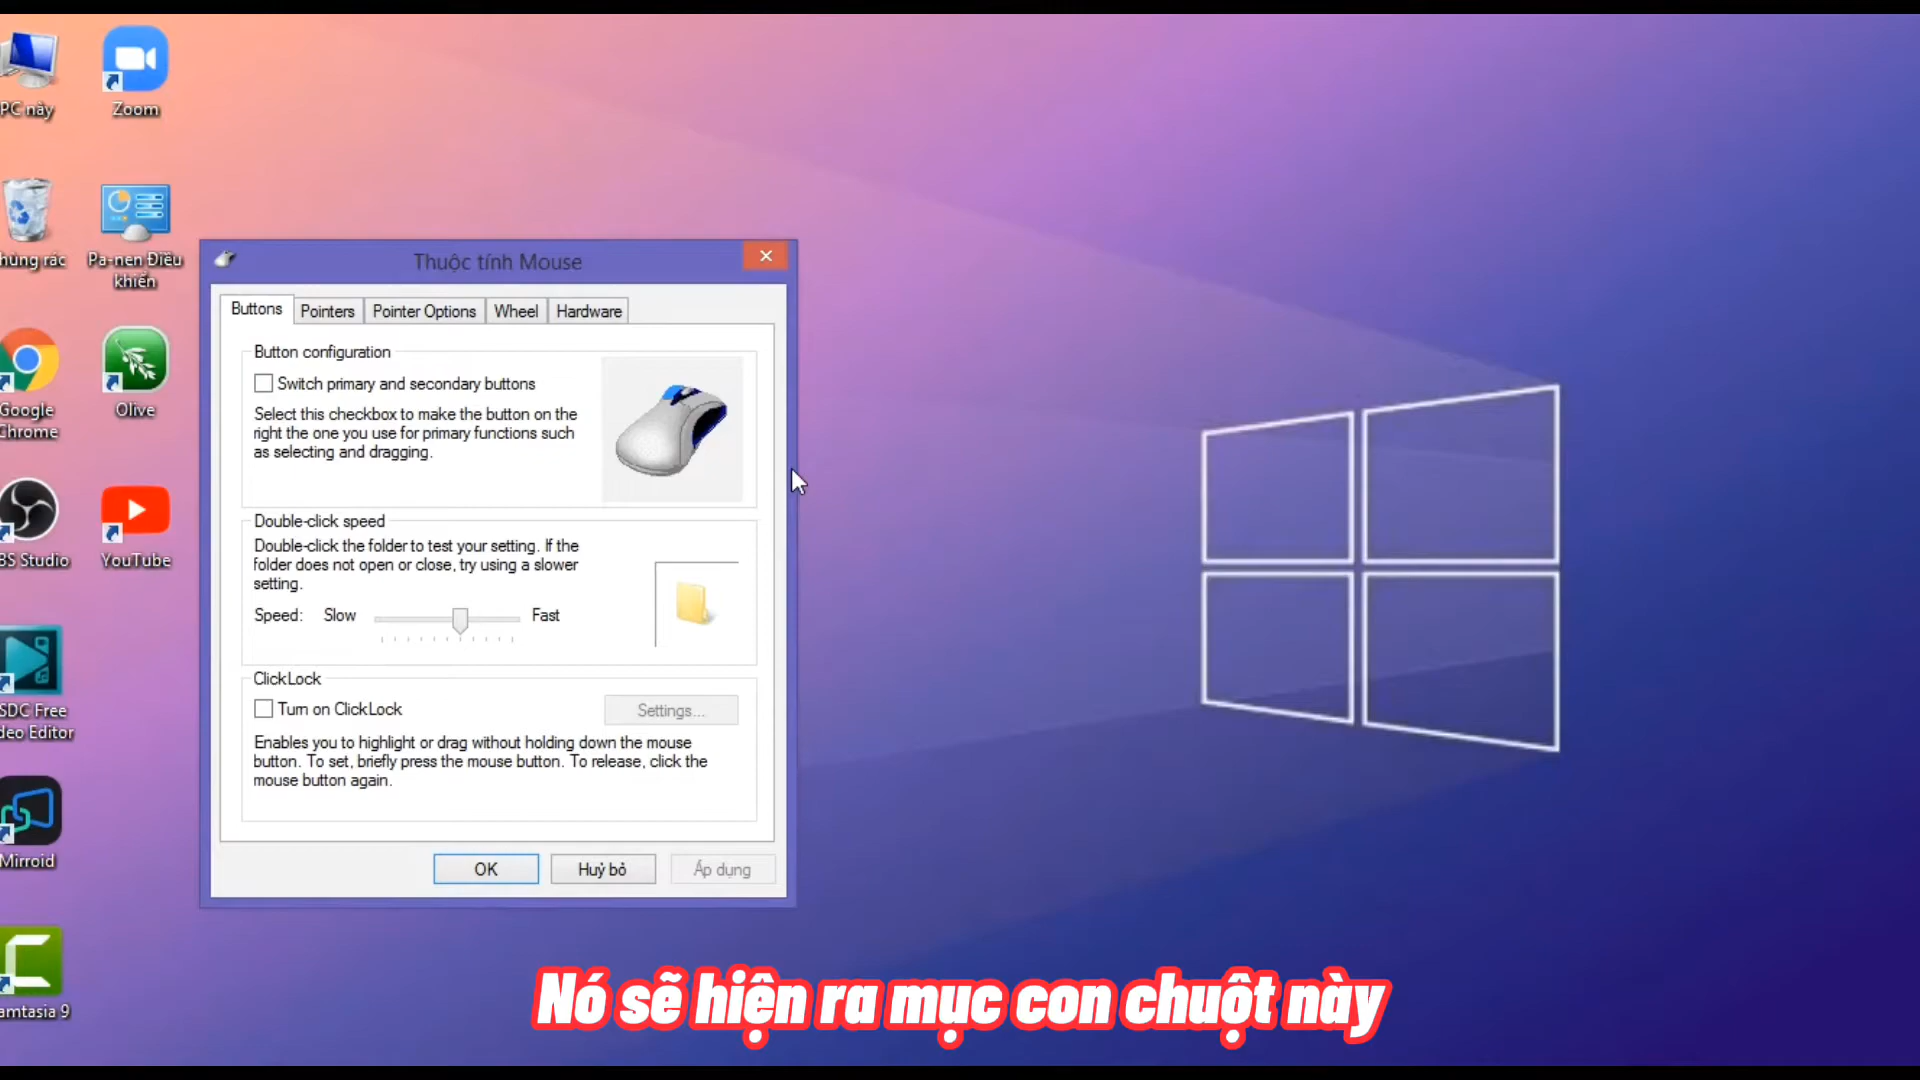 PC này
Zoom
hùng rác
Pa-nen Điều
khiển
Google
Chrome
Olive
BS Studio
YouTube
SDC Free
deo Editor
Mirroid
amtasia 9
Thuộc tính Mouse
Buttons
Pointers
Pointer Options
Wheel
Hardware
Button configuration
Switch primary and secondary buttons
Select this checkbox to make the button on the
right the one you use for primary functions such
as selecting and dragging.
Double-click speed
Double-click the folder to test your setting. If the
folder does not open or close, try using a slower
setting.
Speed:
Slow
Fast
ClickLock
Turn on ClickLock
Settings...
Enables you to highlight or drag without holding down the mouse
button. To set, briefly press the mouse button. To release, click the
mouse button again.
OK
Huỷ bỏ
Áp dụng
Nó sẽ hiện ra mục con chuột này